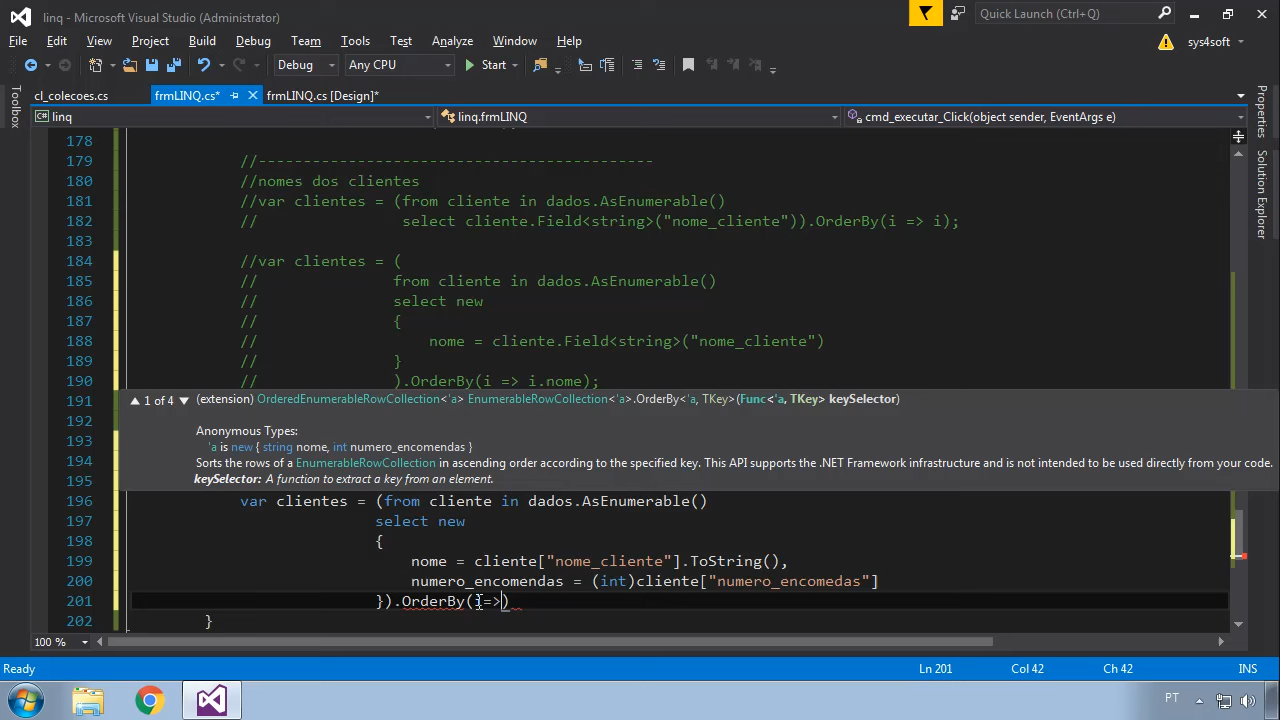 linq - Microsoft Visual Studio (Administrator)
Quick Launch (Ctrl+Q)
File Edit View Project Build Debug Team Tools Test Analyze Window Help
sys4soft
Debug Any CPU Start
cl_colecoes.cs frmLINQ.cs* frmLINQ.cs [Design]*
linq linq.frmLINQ cmd_executar_Click(object sender, EventArgs e)
Toolbox
Properties
Solution Explorer
178
179 //--------------------------------------------
180 //nomes dos clientes
181 //var clientes = (from cliente in dados.AsEnumerable()
182 // select cliente.Field<string>("nome_cliente")).OrderBy(i => i);
183
184 //var clientes = (
185 // from cliente in dados.AsEnumerable()
186 // select new
187 // {
188 // nome = cliente.Field<string>("nome_cliente")
189 // }
190 // ).OrderBy(i => i.nome);
191
1 of 4 (extension) OrderedEnumerableRowCollection<'a> EnumerableRowCollection<'a>.OrderBy<'a, TKey>(Func<'a, TKey> keySelector)
192
Anonymous Types:
193
'a is new { string nome, int numero_encomendas }
194
Sorts the rows of a EnumerableRowCollection in ascending order according to the specified key. This API supports the .NET Framework infrastructure and is not intended to be used directly from your code.
195
keySelector: A function to extract a key from an element.
196 var clientes = (from cliente in dados.AsEnumerable()
197 select new
198 {
199 nome = cliente["nome_cliente"].ToString(),
200 numero_encomendas = (int)cliente["numero_encomedas"]
201 }).OrderBy(i=>)
202 }
100 %
Ready Ln 201 Col 42 Ch 42 INS
PT